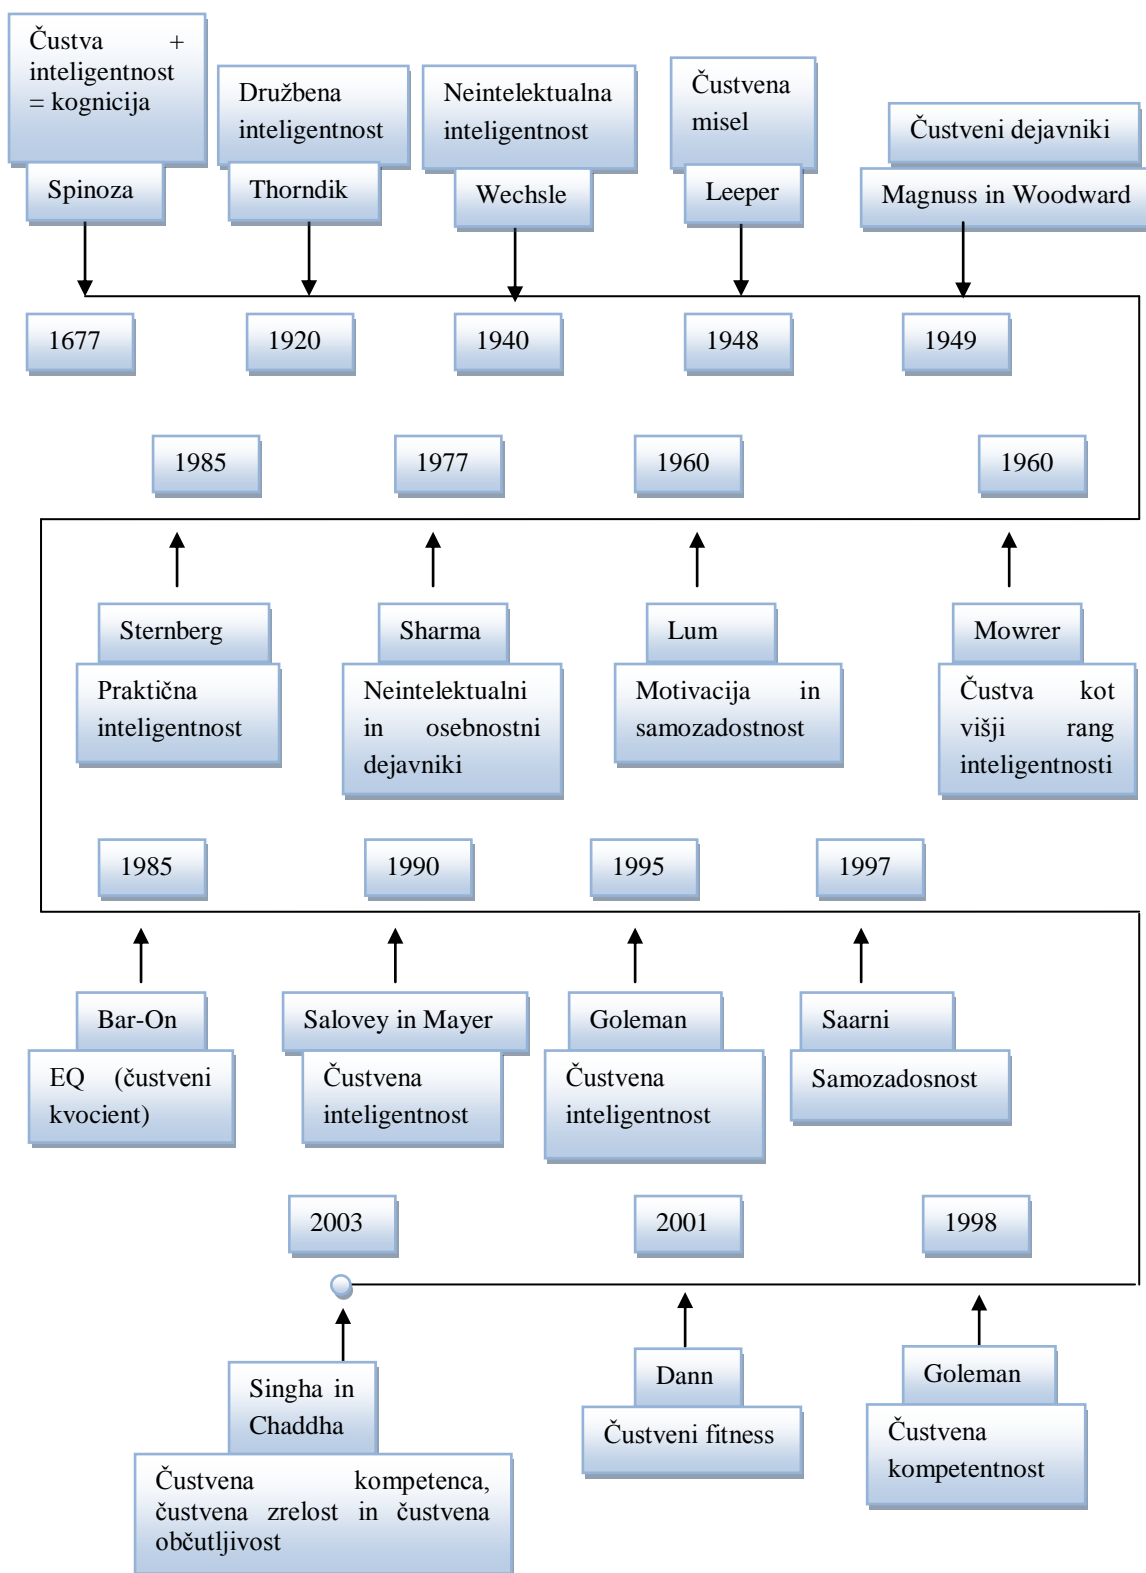 Čustva +
inteligentnost
= kognicija
Spinoza
Družbena
inteligentnost
Thorndik
Neintelektualna
inteligentnost
Wechsle
Čustvena
misel
Leeper
Čustveni dejavniki
Magnuss in Woodward
1677
1920
1940
1948
1949
1985
1977
1960
1960
Sternberg
Praktična
inteligentnost
Sharma
Neintelektualni
in osebnostni
dejavniki
Lum
Motivacija in
samozadostnost
Mowrer
Čustva kot
višji rang
inteligentnosti
1985
1990
1995
1997
Bar-On
EQ (čustveni
kvocient)
Salovey in Mayer
Čustvena
inteligentnost
Goleman
Čustvena
inteligentnost
Saarni
Samozadosnost
2003
2001
1998
Singha in
Chaddha
Čustvena kompetenca,
čustvena zrelost in čustvena
občutljivost
Dann
Čustveni fitness
Goleman
Čustvena
kompetentnost